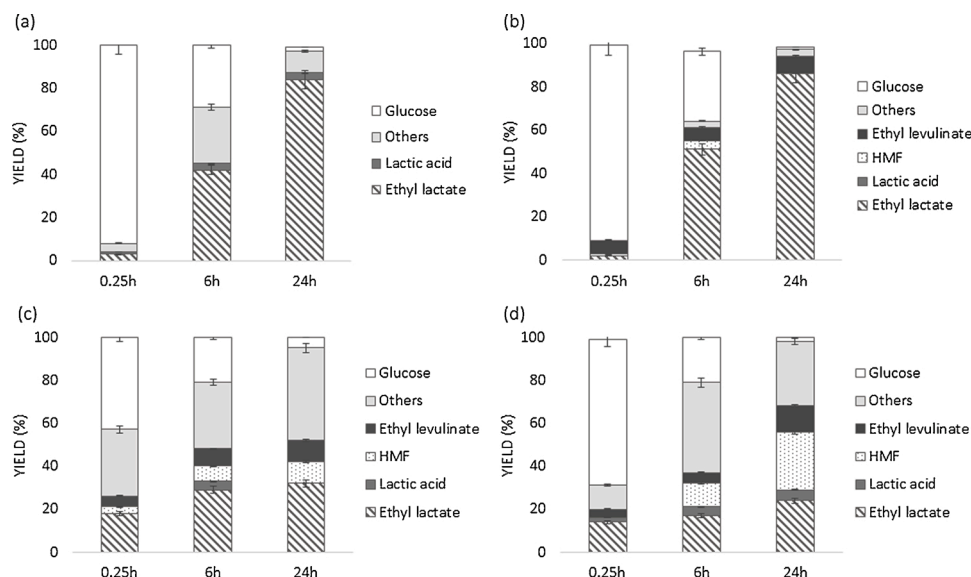 (a)
100
80
60
40
20
0
YIELD (%)
0.25h 6h 24h
Glucose
Others
Lactic acid
Ethyl lactate
(b)
100
80
60
40
20
0
YIELD (%)
0.25h 6h 24h
Glucose
Others
Ethyl levulinate
HMF
Lactic acid
Ethyl lactate
(c)
100
80
60
40
20
0
YIELD (%)
0.25h 6h 24h
Glucose
Others
Ethyl levulinate
HMF
Lactic acid
Ethyl lactate
(d)
100
80
60
40
20
0
YIELD (%)
0.25h 6h 24h
Glucose
Others
Ethyl levulinate
HMF
Lactic acid
Ethyl lactate